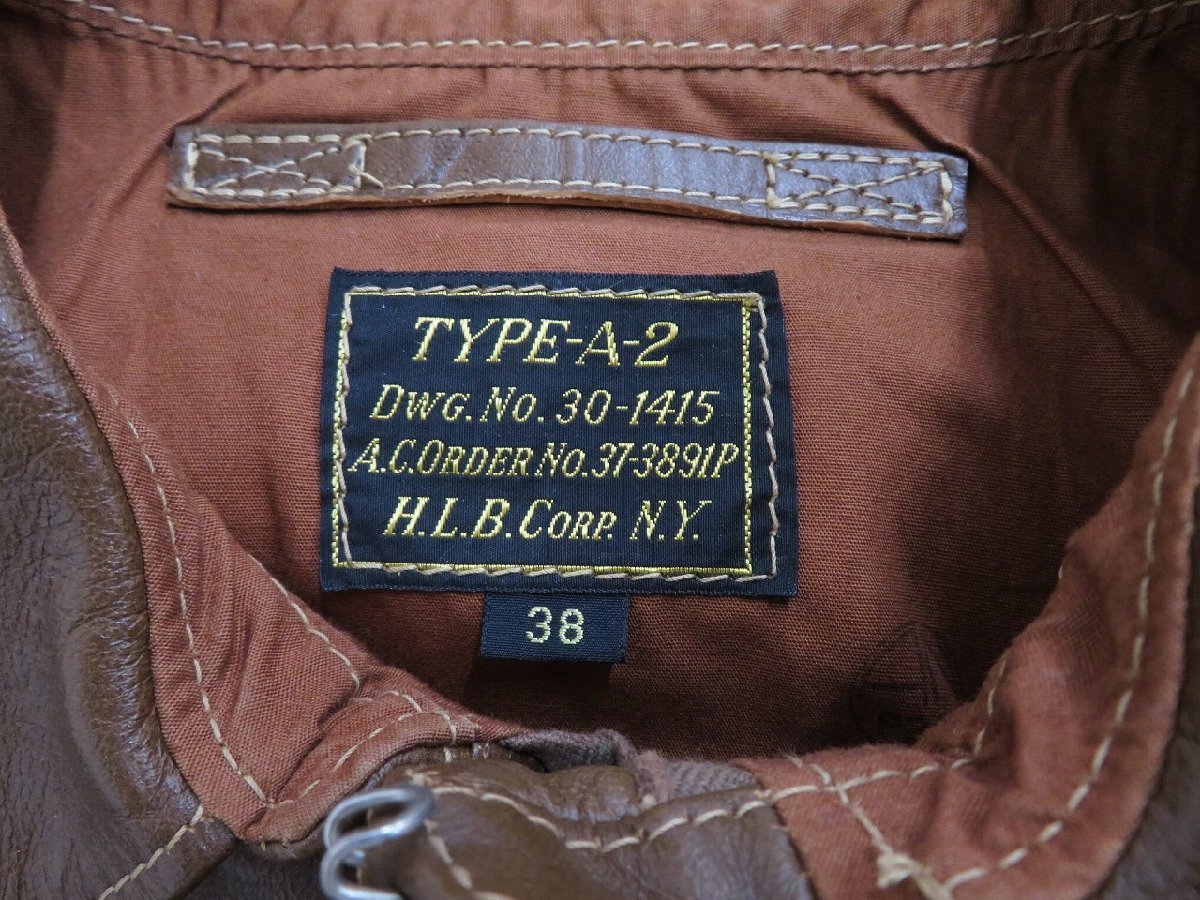 TYPE-A-2
DWG. NO. 30-1415
A.C. ORDER NO. 37-3891P
H.L.B. CORP. N.Y.
38